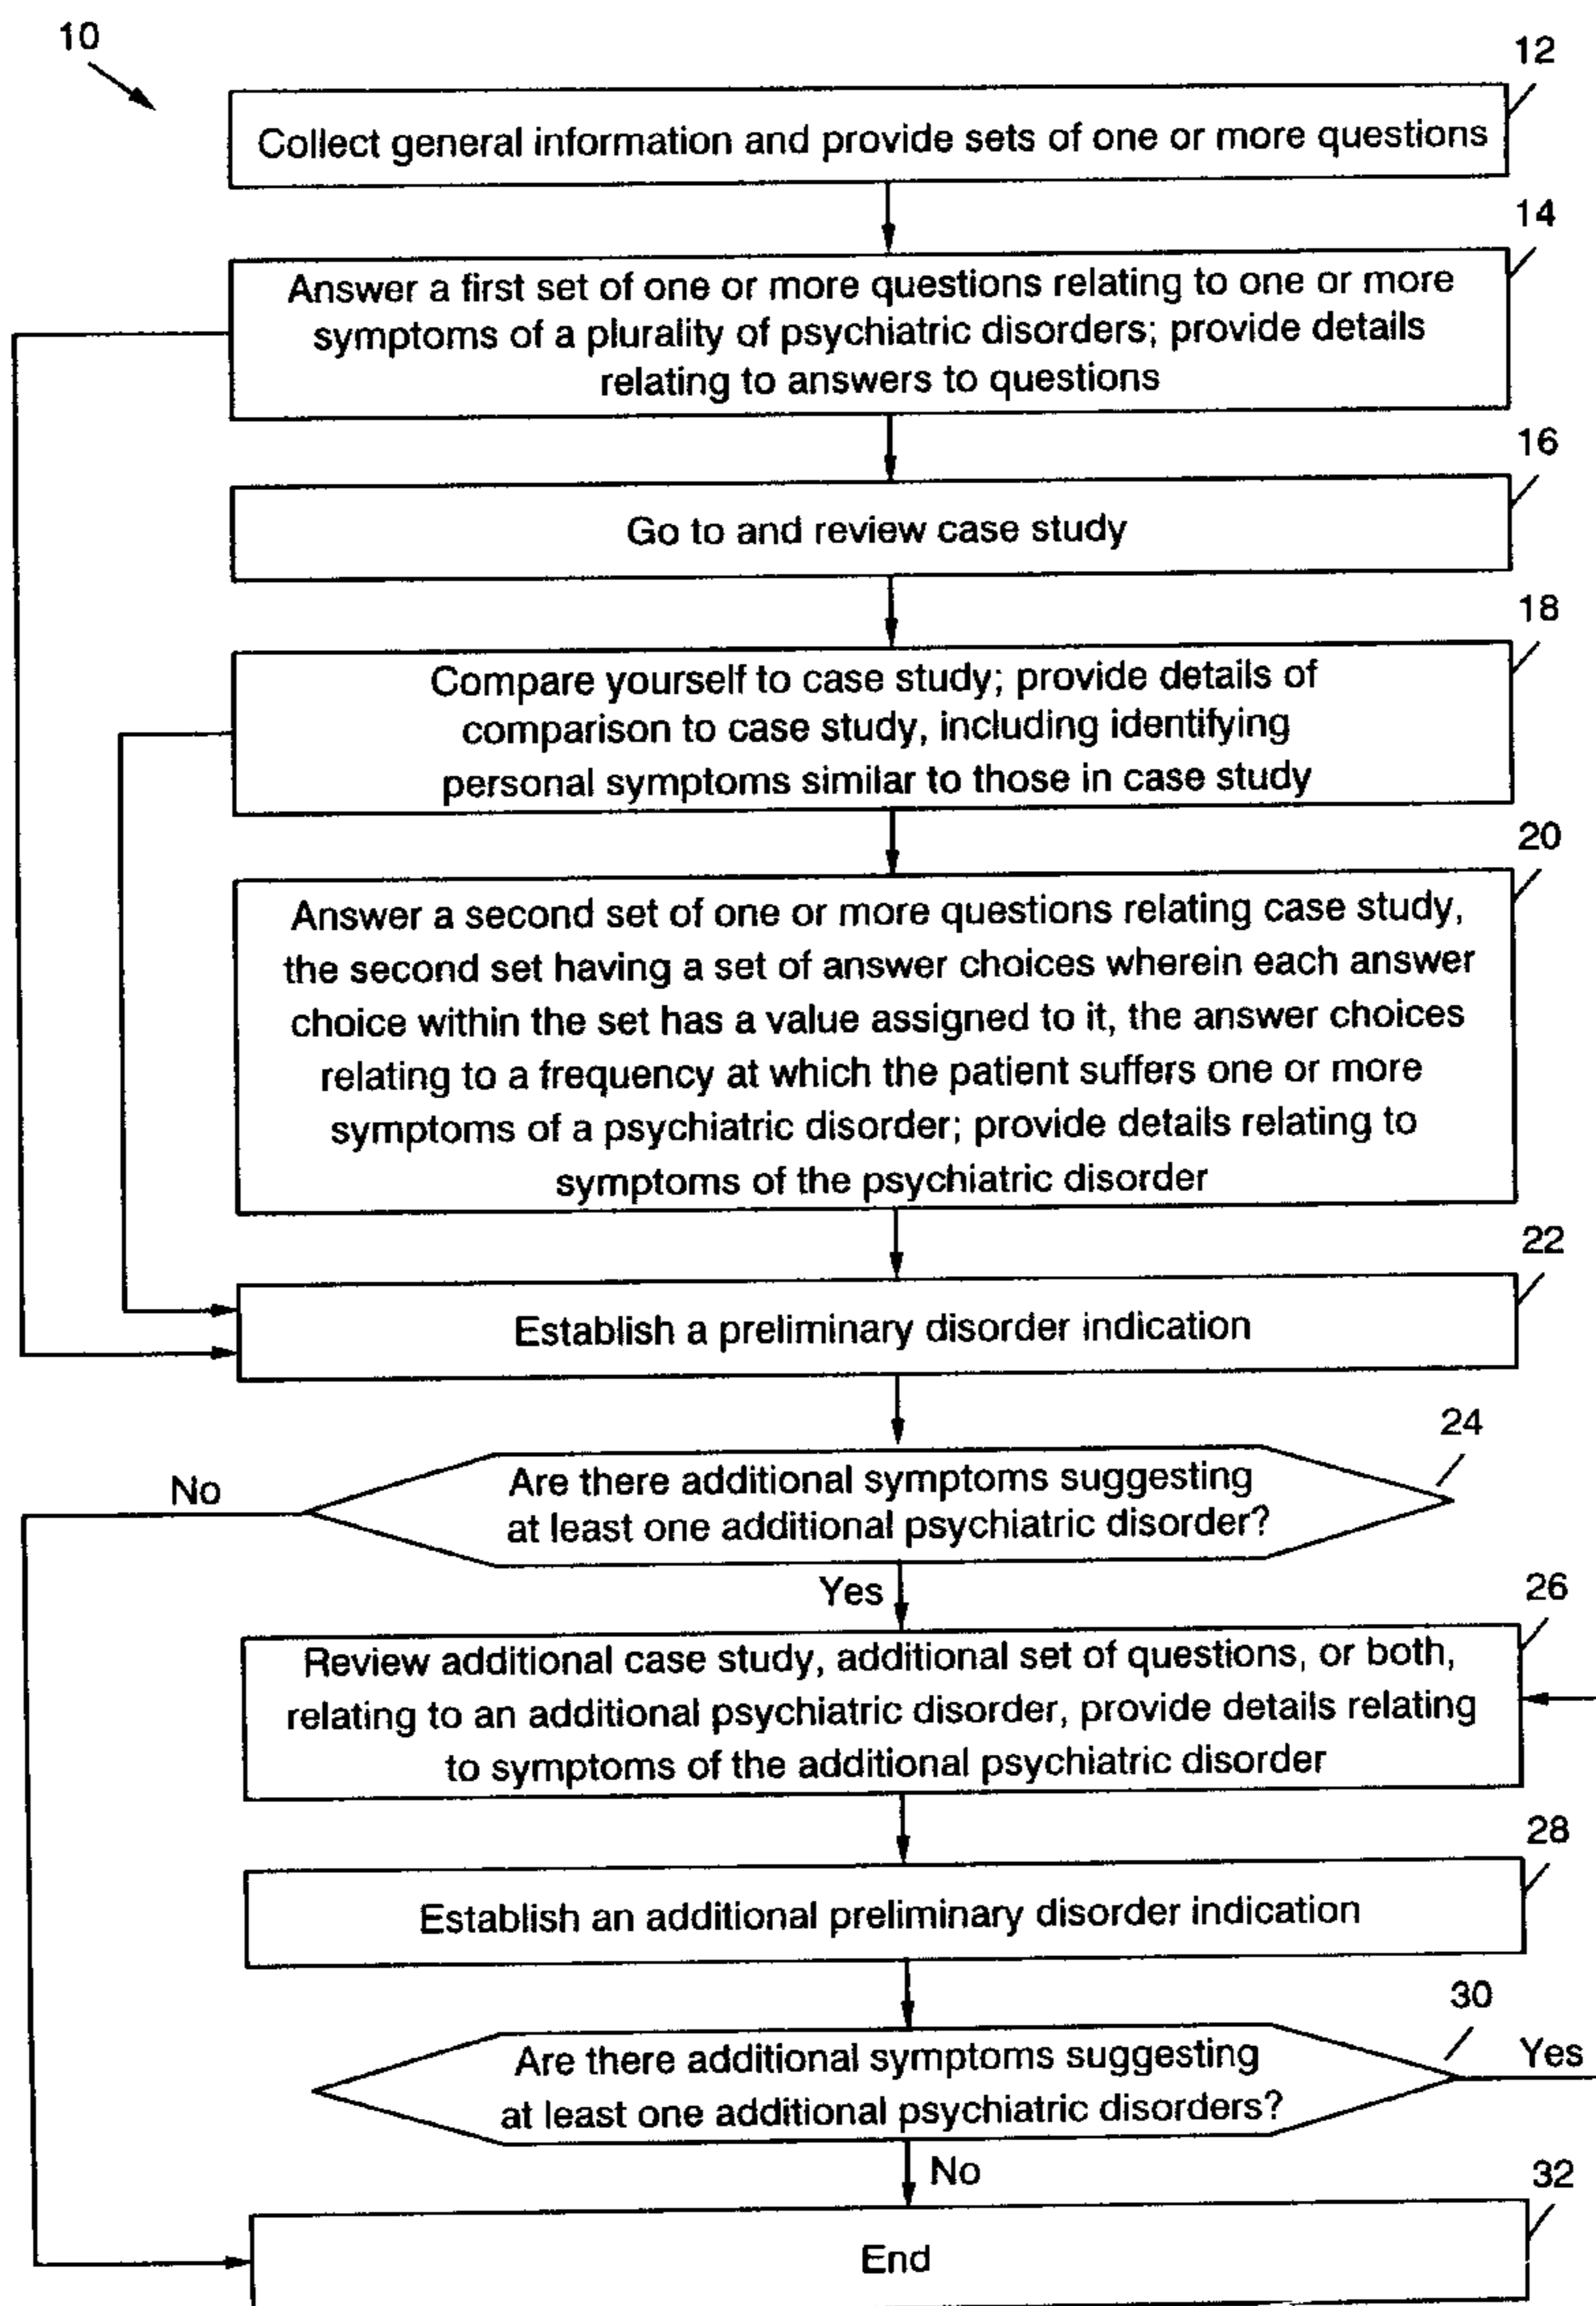 10
12
Collect general information and provide sets of one or more questions
14
Answer a first set of one or more questions relating to one or more
symptoms of a plurality of psychiatric disorders; provide details
relating to answers to questions
16
Go to and review case study
18
Compare yourself to case study; provide details of
comparison to case study, including identifying
personal symptoms similar to those in case study
20
Answer a second set of one or more questions relating case study,
the second set having a set of answer choices wherein each answer
choice within the set has a value assigned to it, the answer choices
relating to a frequency at which the patient suffers one or more
symptoms of a psychiatric disorder; provide details relating to
symptoms of the psychiatric disorder
22
Establish a preliminary disorder indication
24
No
Are there additional symptoms suggesting
at least one additional psychiatric disorder?
Yes
26
Review additional case study, additional set of questions, or both,
relating to an additional psychiatric disorder, provide details relating
to symptoms of the additional psychiatric disorder
28
Establish an additional preliminary disorder indication
30
Are there additional symptoms suggesting
at least one additional psychiatric disorders?
Yes
No
32
End